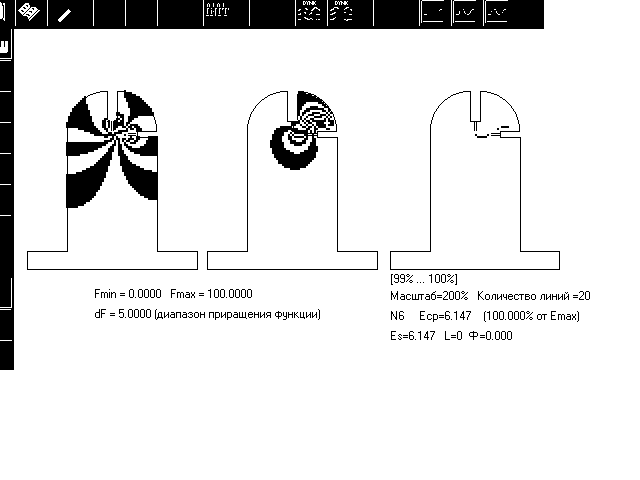 INIT DYNK DYNK
[99% ... 100%]
Fmin = 0.0000 Fmax = 100.0000
Масштаб=200% Количество линий =20
dF = 5.0000 (диапазон приращения функции)
N6 Eср=6.147 (100.000% от Emax)
Es=6.147 L=0 Ф=0.000